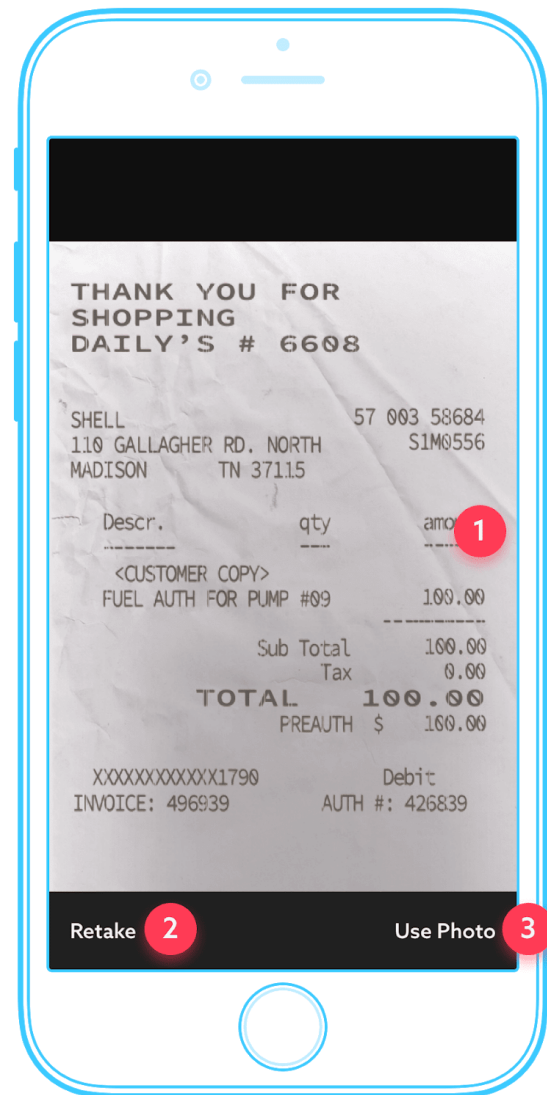 THANK YOU FOR
SHOPPING
DAILY'S # 6608
SHELL 57 003 58684
110 GALLAGHER RD. NORTH S1M0556
MADISON TN 37115
Descr. qty
1
<CUSTOMER COPY>
FUEL AUTH FOR PUMP #09 100.00
Sub Total 100.00
Tax 0.00
TOTAL 100.00
PREAUTH $ 100.00
XXXXXXXXXXXX1790 Debit
INVOICE: 496939 AUTH #: 426839
Retake 2 Use Photo 3